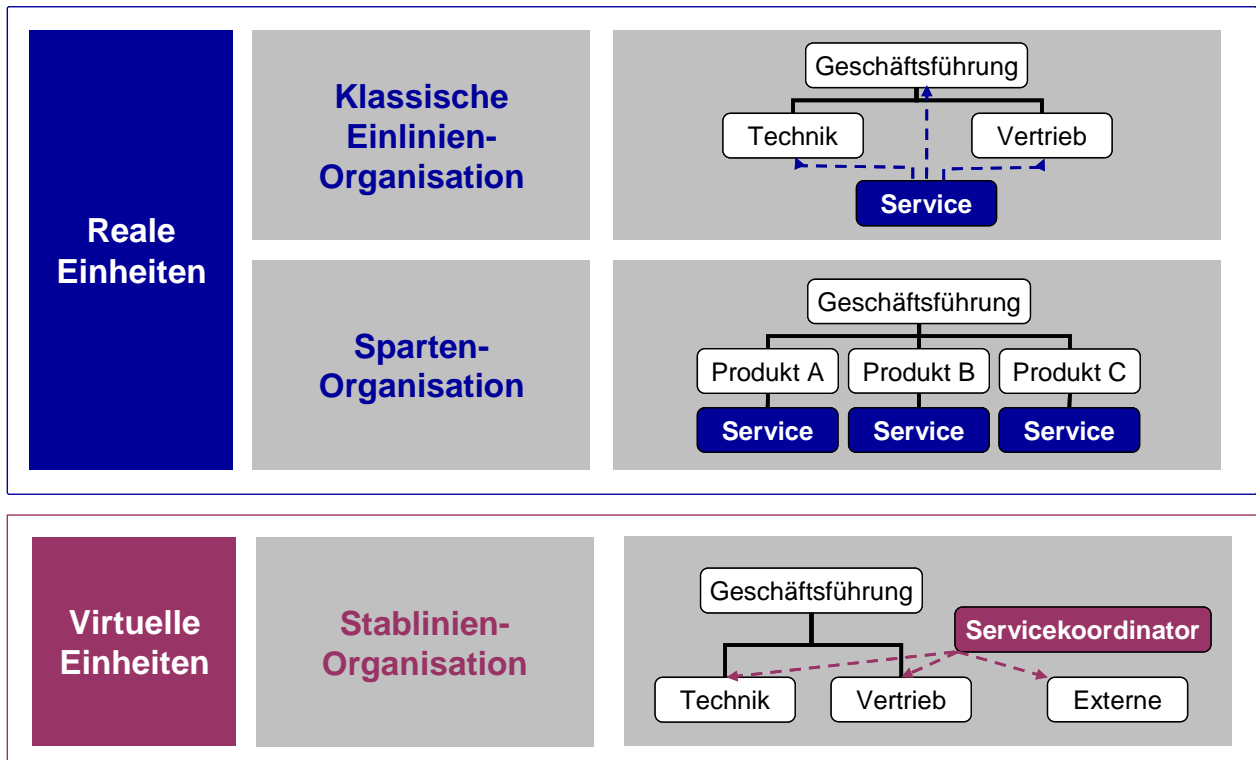 Reale
Einheiten
Klassische
Einlinien-
Organisation
Geschäftsführung
Technik
Vertrieb
Service
Sparten-
Organisation
Geschäftsführung
Produkt A
Produkt B
Produkt C
Service
Service
Service
Virtuelle
Einheiten
Stablinien-
Organisation
Geschäftsführung
Servicekoordinator
Technik
Vertrieb
Externe